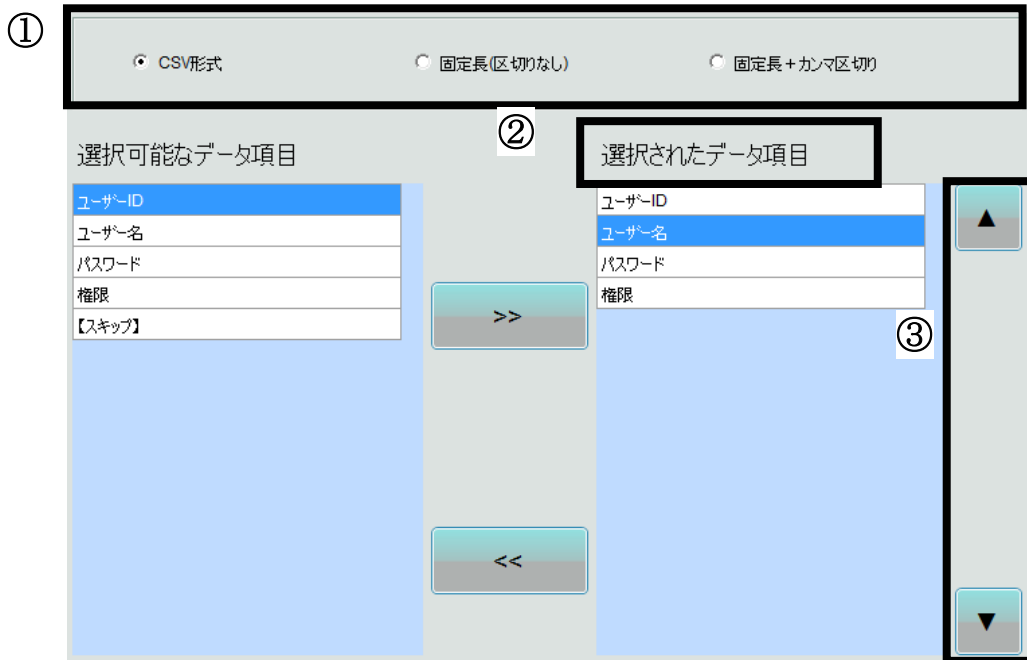 ①
CSV形式
固定長(区切りなし)
固定長+カンマ区切り
②
選択可能なデータ項目
選択されたデータ項目
ユーザーID
ユーザー名
パスワード
権限
【スキップ】
>>
<<
ユーザーID
ユーザー名
パスワード
権限
③
▲
▼